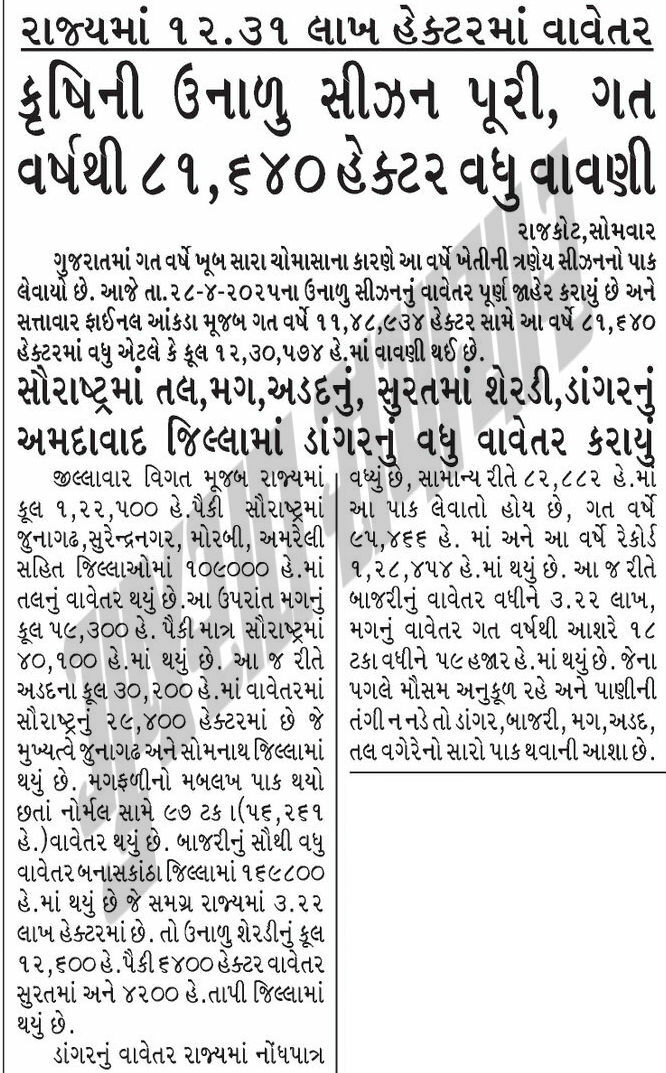 રાજ્યમાં ૧૨.૩૧ લાખ હેક્ટરમાં વાવેતર
કૃષિની ઉનાળુ સીઝન પૂરી, ગત
વર્ષથી ૮૧,૬૪૦ હેક્ટર વધુ વાવણી
રાજકોટ,સોમવાર
ગુજરાતમાં ગત વર્ષે ખૂબ સારા ચોમાસાના કારણે આ વર્ષે ખેતીની ત્રણેય સીઝનનો પાક
લેવાયો છે. આજે તા.૨૮-૪-૨૦૨૫ના ઉનાળુ સીઝનનું વાવેતર પૂર્ણ જાહેર કરાયું છે અને
સત્તાવાર ફાઈનલ આંકડા મૂજબ ગત વર્ષે ૧૧,૪૮,૯૩૪ હેક્ટર સામે આ વર્ષે ૮૧,૬૪૦
હેક્ટરમાં વધુ એટલે કે કૂલ ૧૨,૩૦,૫૭૪ હે.માં વાવણી થઈ છે.
સૌરાષ્ટ્રમાં તલ,મગ,અડદનું, સુરતમાં શેરડી,ડાંગરનું
અમદાવાદ જિલ્લામાં ડાંગરનું વધુ વાવેતર કરાયું
જીલ્લાવાર વિગત મૂજબ રાજ્યમાં
કૂલ ૧,૨૨,૫૦૦ હે.પૈકી સૌરાષ્ટ્રમાં
જુનાગઢ,સુરેન્દ્રનગર, મોરબી, અમરેલી
સહિત જિલ્લાઓમાં ૧૦૯૦૦૦ હે.માં
તલનું વાવેતર થયું છે.આ ઉપરાંત મગનું
કૂલ ૫૯,૩૦૦ હે. પૈકી માત્ર સૌરાષ્ટ્રમાં
૪૦,૧૦૦ હે.માં થયું છે. આ જ રીતે
અડદના કૂલ ૩૦,૨૦૦ હે.માં વાવેતરમાં
સૌરાષ્ટ્રનું ૨૯,૪૦૦ હેક્ટરમાં છે જે
મુખ્યત્વે જુનાગઢ અને સોમનાથ જિલ્લામાં
થયું છે. મગફળીનો મબલખ પાક થયો
છતાં નોર્મલ સામે ૯૭ ટકા (૫૬,૨૬૧
હે.)વાવેતર થયું છે. બાજરીનું સૌથી વધુ
વાવેતર બનાસકાંઠા જિલ્લામાં ૧૬૯૮૦૦
હે.માં થયું છે જે સમગ્ર રાજ્યમાં ૩.૨૨
લાખ હેક્ટરમાં છે. તો ઉનાળુ શેરડીનું કૂલ
૧૨,૬૦૦ હે.પૈકી ૬૪૦૦ હેક્ટર વાવેતર
સુરતમાં અને ૪૨૦૦ હે.તાપી જિલ્લામાં
થયું છે.
ડાંગરનું વાવેતર રાજ્યમાં નોંધપાત્ર
વધ્યું છે, સામાન્ય રીતે ૮૨,૮૮૨ હે.માં
આ પાક લેવાતો હોય છે, ગત વર્ષે
૯૫,૪૬૬ હે. માં અને આ વર્ષે રેકોર્ડ
૧,૨૮,૪૫૪ હે.માં થયું છે. આ જ રીતે
બાજરીનું વાવેતર વધીને ૩.૨૨ લાખ,
મગનું વાવેતર ગત વર્ષથી આશરે ૧૮
ટકા વધીને ૫૯ હજાર હે.માં થયું છે. જેના
પગલે મૌસમ અનુકૂળ રહે અને પાણીની
તંગી ન નડે તો ડાંગર,બાજરી, મગ,અડદ,
તલ વગેરેનો સારો પાક થવાની આશા છે.